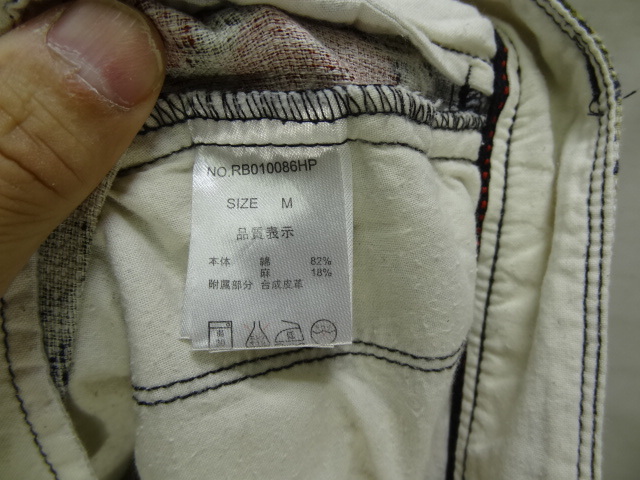 NO.RB010086HP
SIZE M
品質表示
本体 綿 82%
麻 18%
附属部分 合成皮革